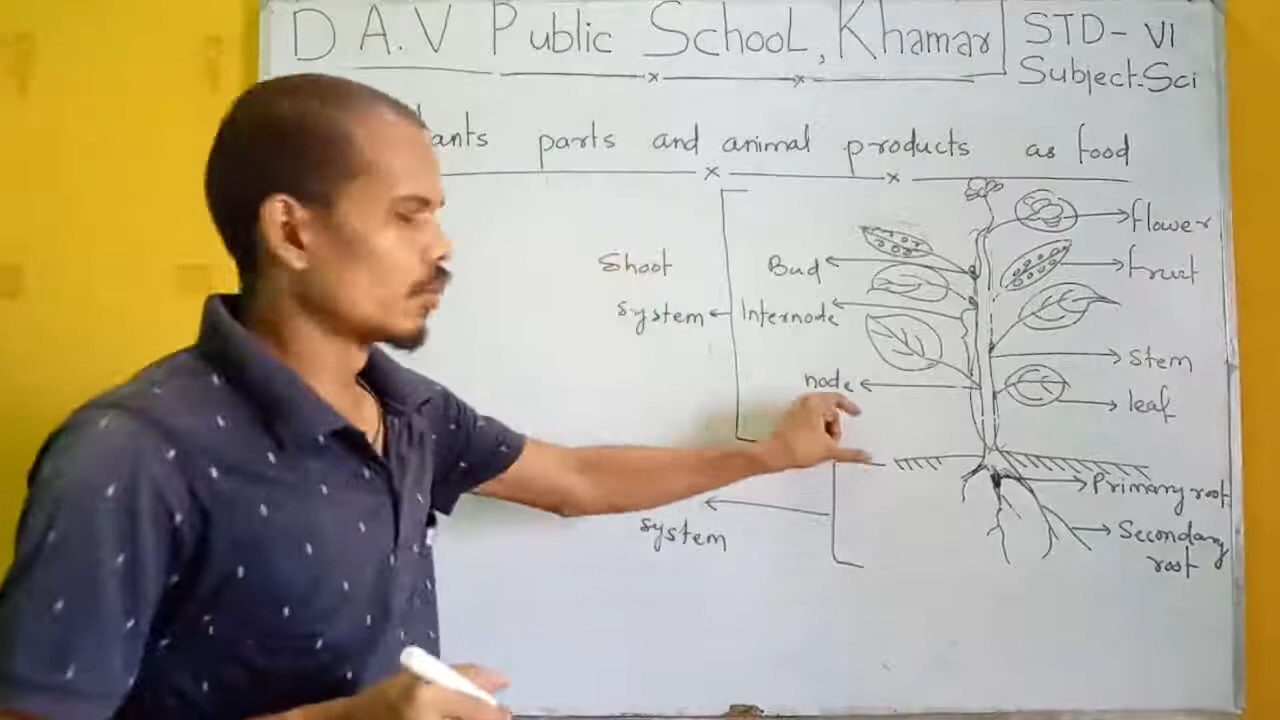 D A.V Public School, Khamar
STD- VI
Subject-Sci
parts and animal products as food
Shoot
system
Bud
Internode
node
flower
fruit
stem
leaf
Primary root
Secondary
root
system